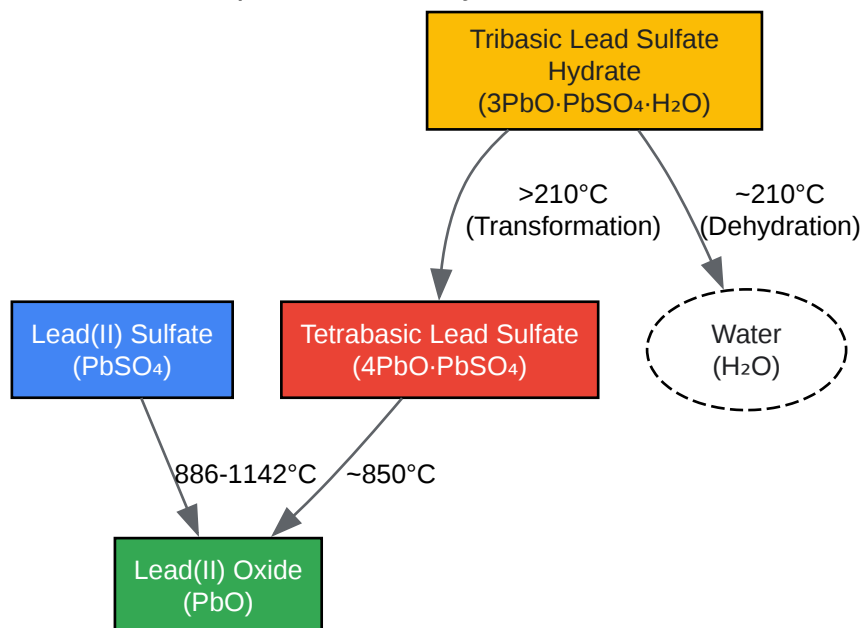 Tribasic Lead Sulfate
Hydrate
(3PbO·PbSO₄·H₂O)
>210°C
(Transformation)
~210°C
(Dehydration)
Lead(II) Sulfate
(PbSO₄)
Tetrabasic Lead Sulfate
(4PbO·PbSO₄)
Water
(H₂O)
886-1142°C
~850°C
Lead(II) Oxide
(PbO)